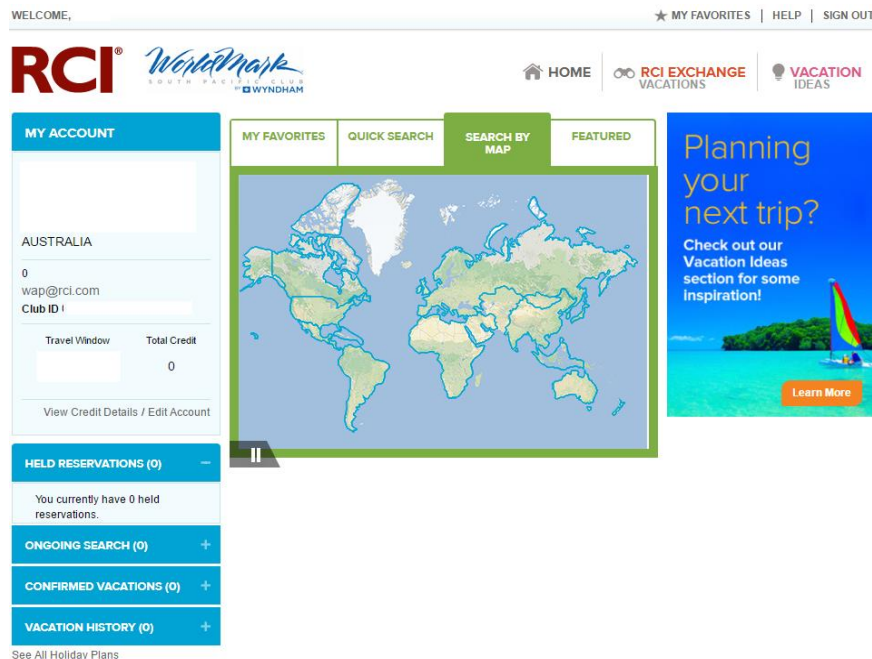 WELCOME,
★ MY FAVORITES | HELP | SIGN OUT
RCI®
WorldMark
SOUTH PACIFIC CLUB
BY WYNDHAM
HOME
RCI EXCHANGE
VACATIONS
VACATION
IDEAS
MY ACCOUNT
AUSTRALIA
0
wap@rci.com
Club ID
Travel Window Total Credit
0
View Credit Details / Edit Account
HELD RESERVATIONS (0) −
You currently have 0 held
reservations.
ONGOING SEARCH (0) +
CONFIRMED VACATIONS (0) +
VACATION HISTORY (0) +
See All Holiday Plans
MY FAVORITES
QUICK SEARCH
SEARCH BY
MAP
FEATURED
Planning
your
next trip?
Check out our
Vacation Ideas
section for some
inspiration!
Learn More